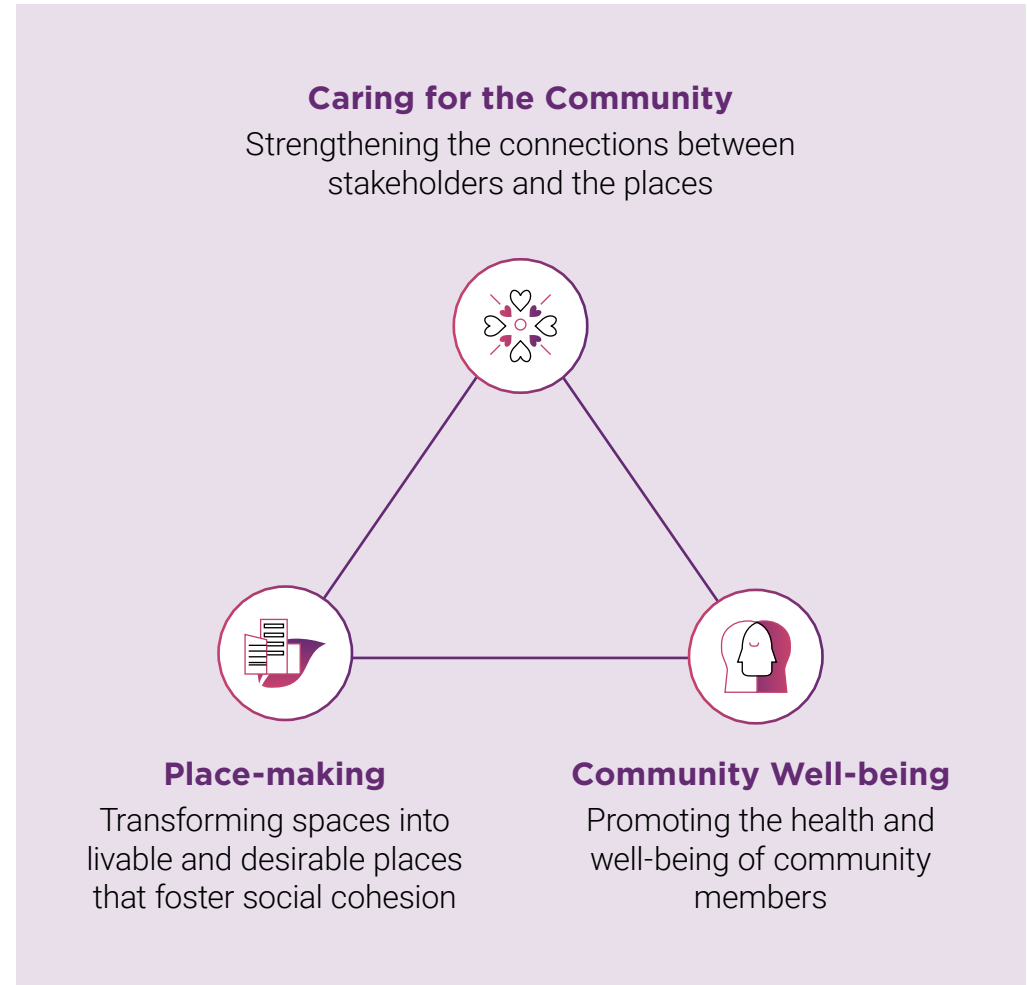 Caring for the Community
Strengthening the connections between
stakeholders and the places
Place-making
Transforming spaces into
livable and desirable places
that foster social cohesion
Community Well-being
Promoting the health and
well-being of community
members